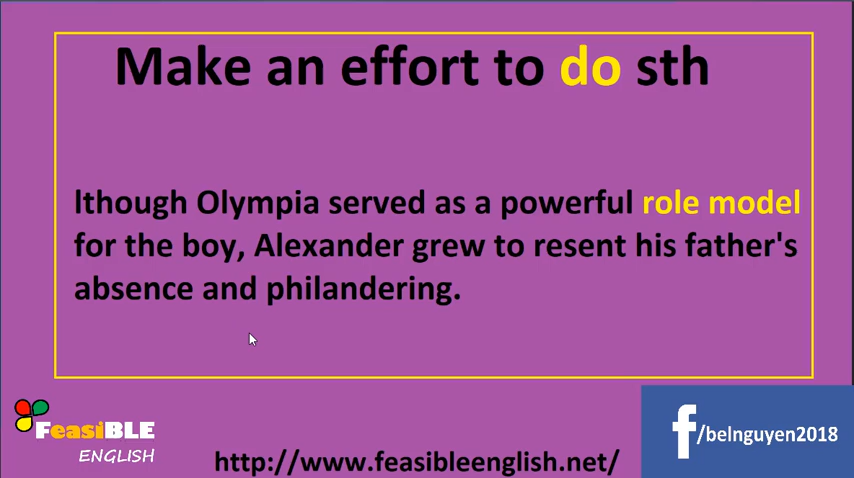 Make an effort to do sth
lthough Olympia served as a powerful role model
for the boy, Alexander grew to resent his father's
absence and philandering.
FeasiBLE
ENGLISH
http://www.feasibleenglish.net/
f/belnguyen2018